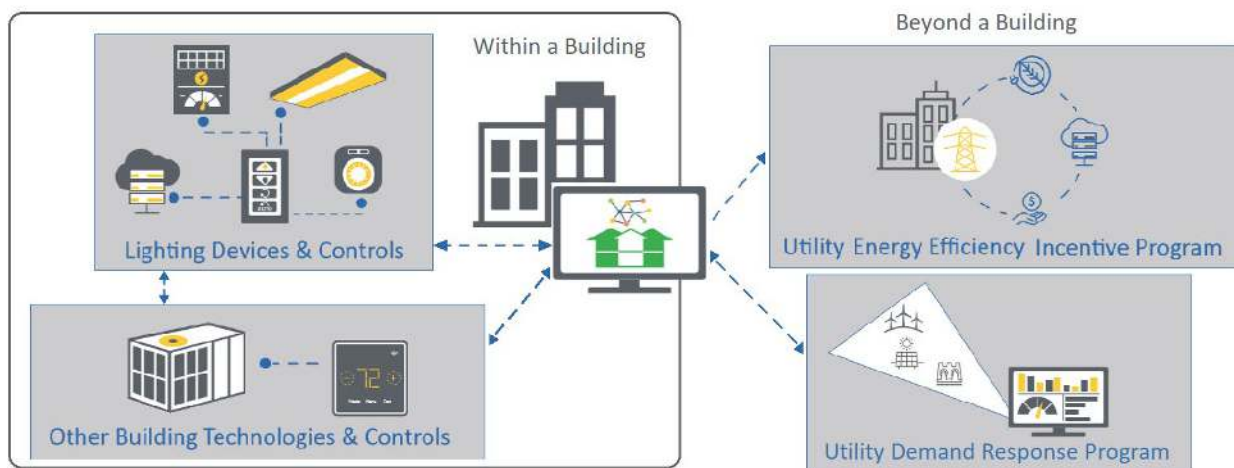 Within a Building
Beyond a Building
Lighting Devices & Controls
Utility Energy Efficiency Incentive Program
72
Other Building Technologies & Controls
Utility Demand Response Program